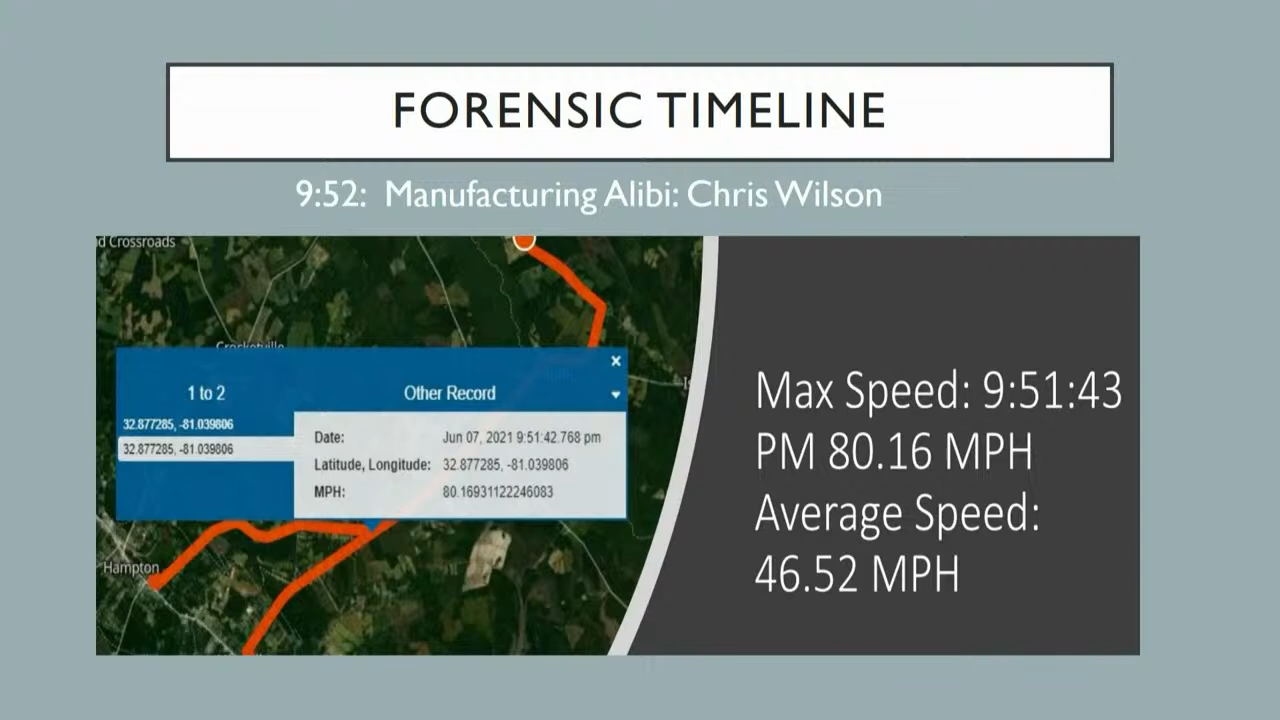 FORENSIC TIMELINE
9:52: Manufacturing Alibi: Chris Wilson
d Crossroads
Crocketville
1 to 2
Other Record
32.877285, -81.039806
32.877285, -81.039806
Date: Jun 07, 2021 9:51:42.768 pm
Latitude, Longitude: 32.877285, -81.039806
MPH: 80.16931122246083
Hampton
Max Speed: 9:51:43
PM 80.16 MPH
Average Speed:
46.52 MPH